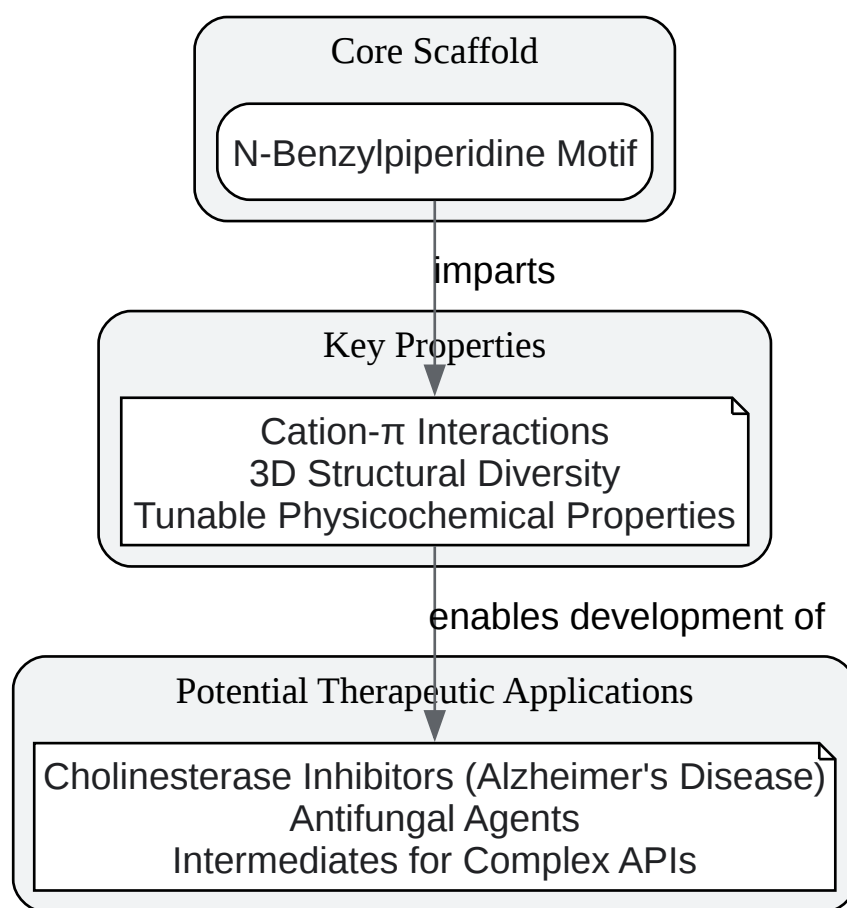 Core Scaffold
N-Benzylpiperidine Motif
imparts
Key Properties
Cation-π Interactions
3D Structural Diversity
Tunable Physicochemical Properties
enables development of
Potential Therapeutic Applications
Cholinesterase Inhibitors (Alzheimer's Disease)
Antifungal Agents
Intermediates for Complex APIs